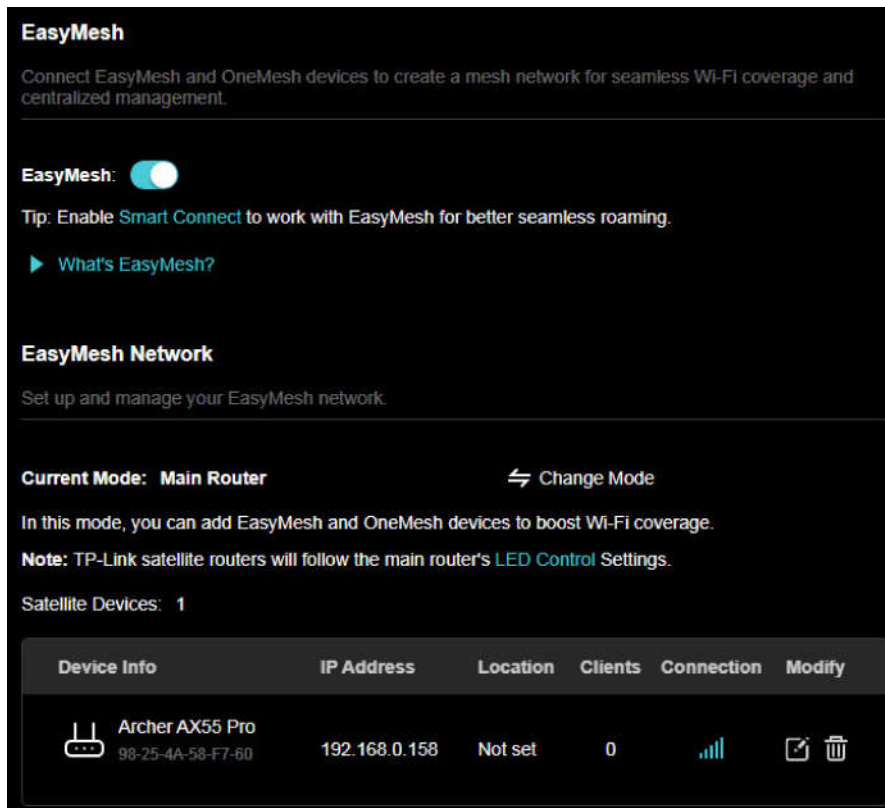 EasyMesh
Connect EasyMesh and OneMesh devices to create a mesh network for seamless Wi-Fi coverage and
centralized management.
EasyMesh:
Tip: Enable Smart Connect to work with EasyMesh for better seamless roaming.
What's EasyMesh?
EasyMesh Network
Set up and manage your EasyMesh network.
Current Mode: Main Router Change Mode
In this mode, you can add EasyMesh and OneMesh devices to boost Wi-Fi coverage.
Note: TP-Link satellite routers will follow the main router's LED Control Settings.
Satellite Devices: 1
Device Info IP Address Location Clients Connection Modify
Archer AX55 Pro
98-25-4A-58-F7-60 192.168.0.158 Not set 0